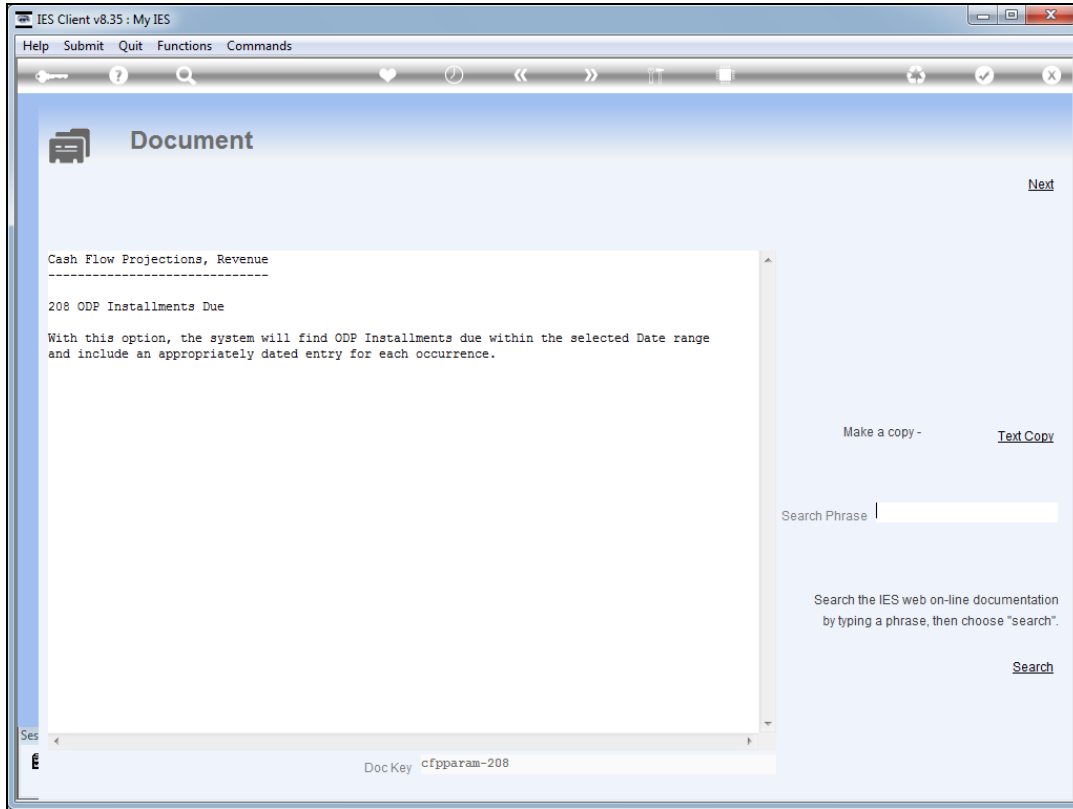 IES Client v8.35 : My IES
Help Submit Quit Functions Commands
Document
Next
Cash Flow Projections, Revenue
------------------------------
208 ODP Installments Due
With this option, the system will find ODP Installments due within the selected Date range
and include an appropriately dated entry for each occurrence.
Make a copy -
Text Copy
Search Phrase
Search the IES web on-line documentation
by typing a phrase, then choose "search".
Search
Ses
Doc Key cfpparam-208